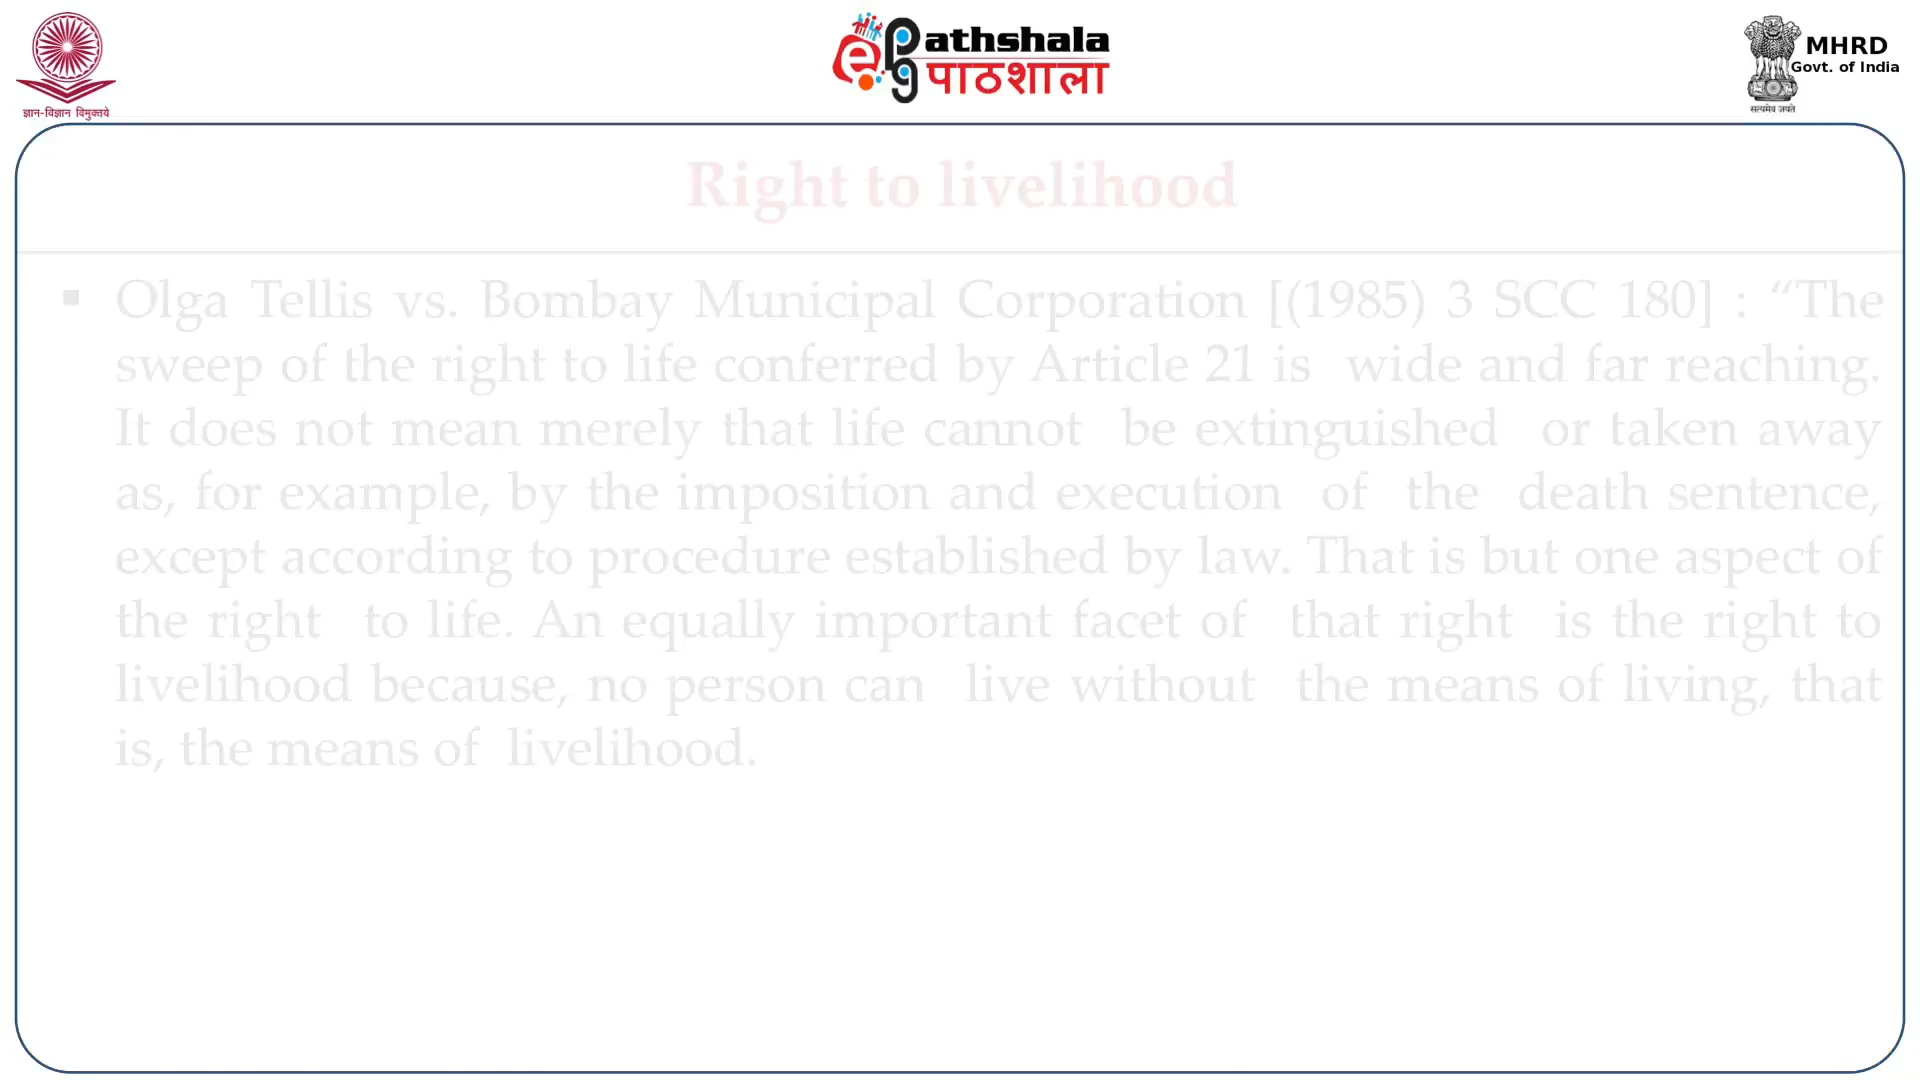 ज्ञान-विज्ञान विमुक्तये
ePG athshala
पाठशाला
MHRD
Govt. of India
सत्यमेव जयते
Right to livelihood
▪ Olga Tellis vs. Bombay Municipal Corporation [(1985) 3 SCC 180] : “The
sweep of the right to life conferred by Article 21 is wide and far reaching.
It does not mean merely that life cannot be extinguished or taken away
as, for example, by the imposition and execution of the death sentence,
except according to procedure established by law. That is but one aspect of
the right to life. An equally important facet of that right is the right to
livelihood because, no person can live without the means of living, that
is, the means of livelihood.